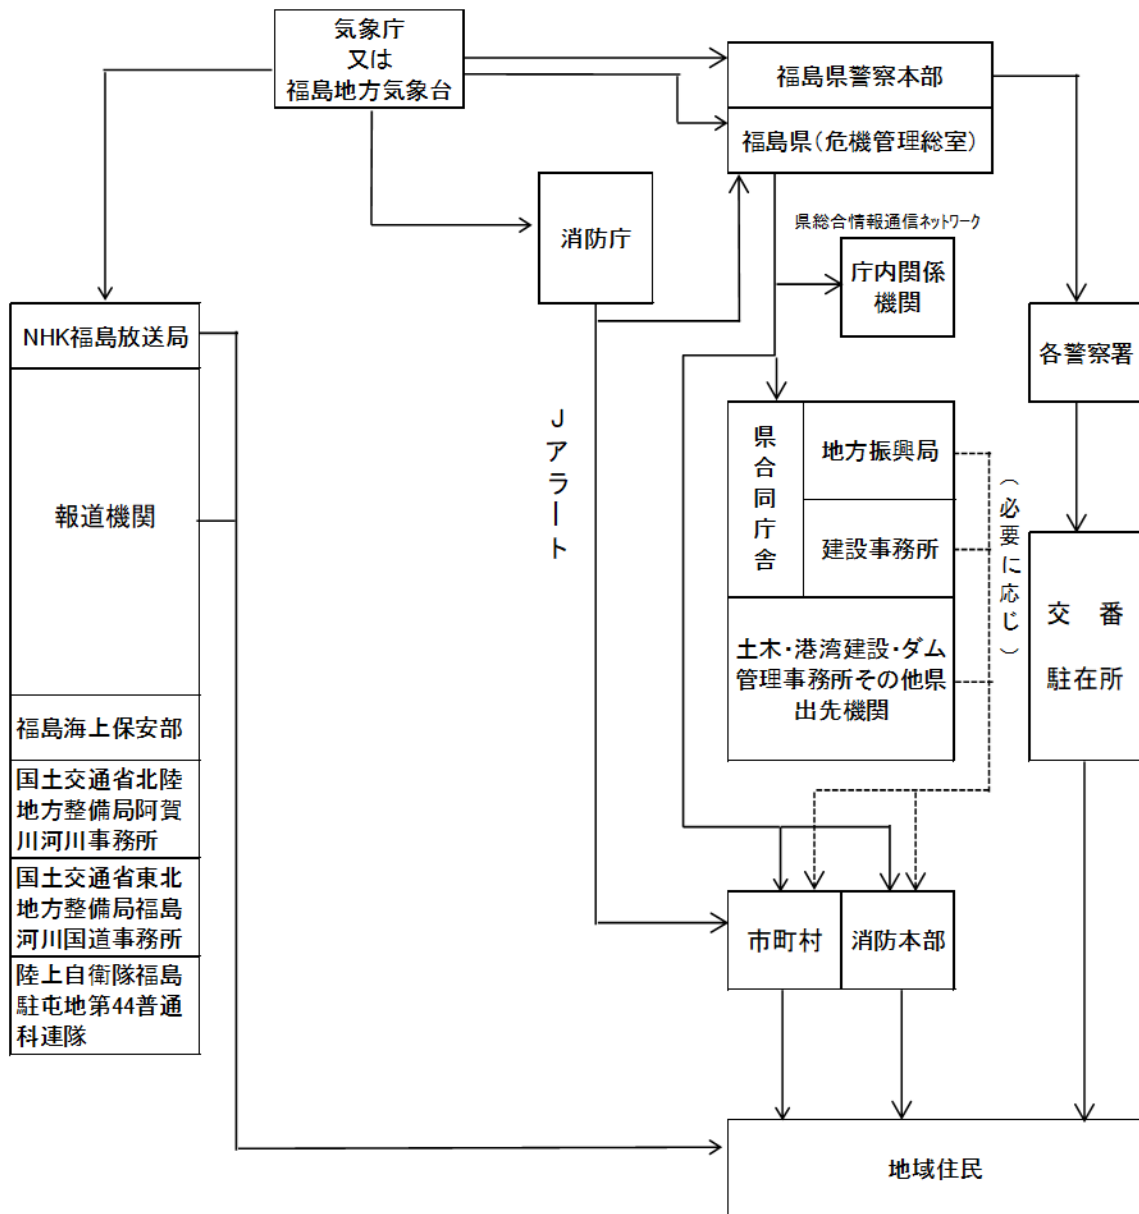 気象庁
又は
福島地方気象台
福島県警察本部
福島県（危機管理総室）
消防庁
県総合情報通信ネットワーク
庁内関係
機関
NHK福島放送局
各警察署
Jアラート
県合同庁舎
地方振興局
建設事務所
（必要に応じ）
報道機関
交　番
駐在所
土木・港湾建設・ダム
管理事務所その他県
出先機関
福島海上保安部
国土交通省北陸
地方整備局阿賀
川河川事務所
国土交通省東北
地方整備局福島
河川国道事務所
市町村
消防本部
陸上自衛隊福島
駐屯地第44普通
科連隊
地域住民